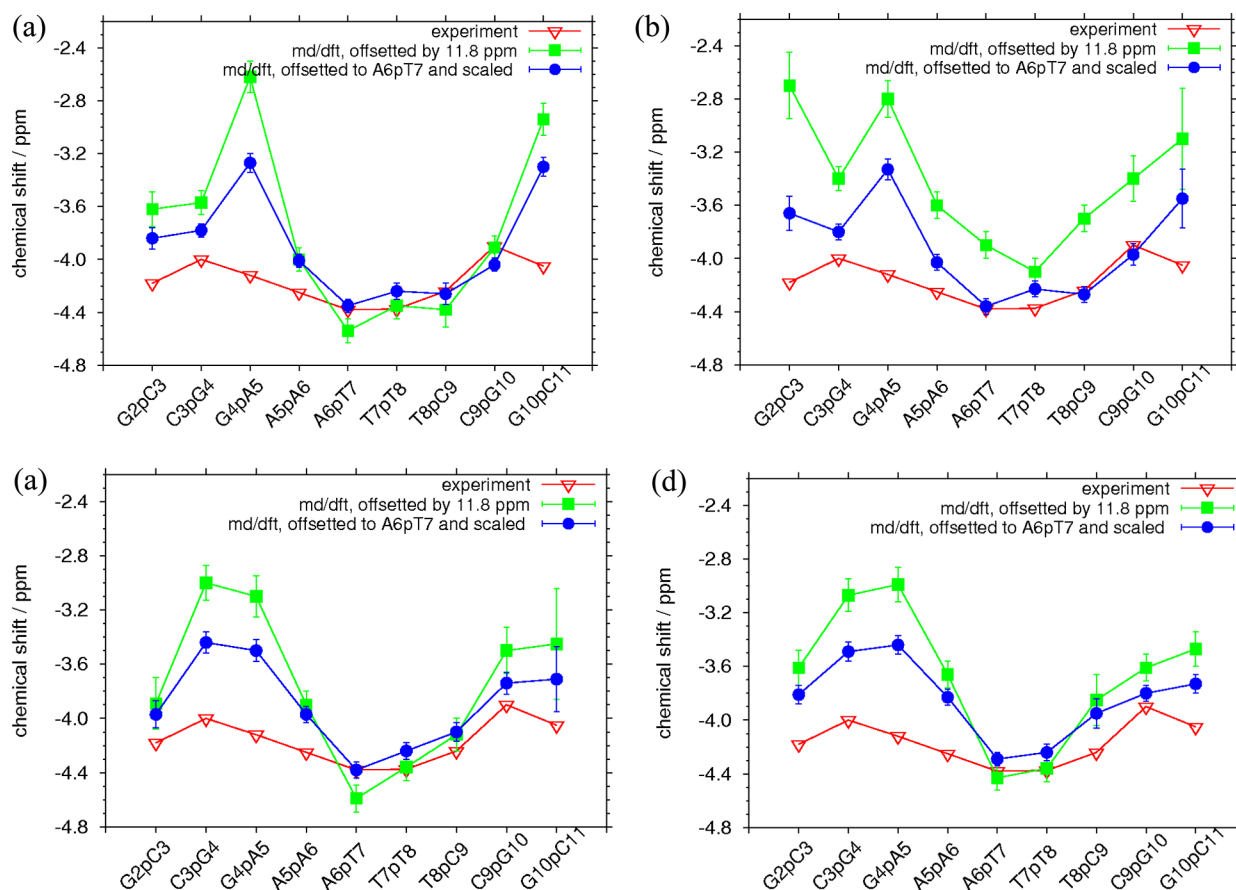 (a)
experiment
md/dft, offsetted by 11.8 ppm
md/dft, offsetted to A6pT7 and scaled
chemical shift / ppm
-2.4
-2.8
-3.2
-3.6
-4.0
-4.4
-4.8
G2pC3
C3pG4
G4pA5
A5pA6
A6pT7
T7pT8
T8pC9
C9pG10
G10pC11
(b)
experiment
md/dft, offsetted by 11.8 ppm
md/dft, offsetted to A6pT7 and scaled
chemical shift / ppm
-2.4
-2.8
-3.2
-3.6
-4.0
-4.4
-4.8
G2pC3
C3pG4
G4pA5
A5pA6
A6pT7
T7pT8
T8pC9
C9pG10
G10pC11
(a)
experiment
md/dft, offsetted by 11.8 ppm
md/dft, offsetted to A6pT7 and scaled
chemical shift / ppm
-2.4
-2.8
-3.2
-3.6
-4.0
-4.4
-4.8
G2pC3
C3pG4
G4pA5
A5pA6
A6pT7
T7pT8
T8pC9
C9pG10
G10pC11
(d)
experiment
md/dft, offsetted by 11.8 ppm
md/dft, offsetted to A6pT7 and scaled
chemical shift / ppm
-2.4
-2.8
-3.2
-3.6
-4.0
-4.4
-4.8
G2pC3
C3pG4
G4pA5
A5pA6
A6pT7
T7pT8
T8pC9
C9pG10
G10pC11